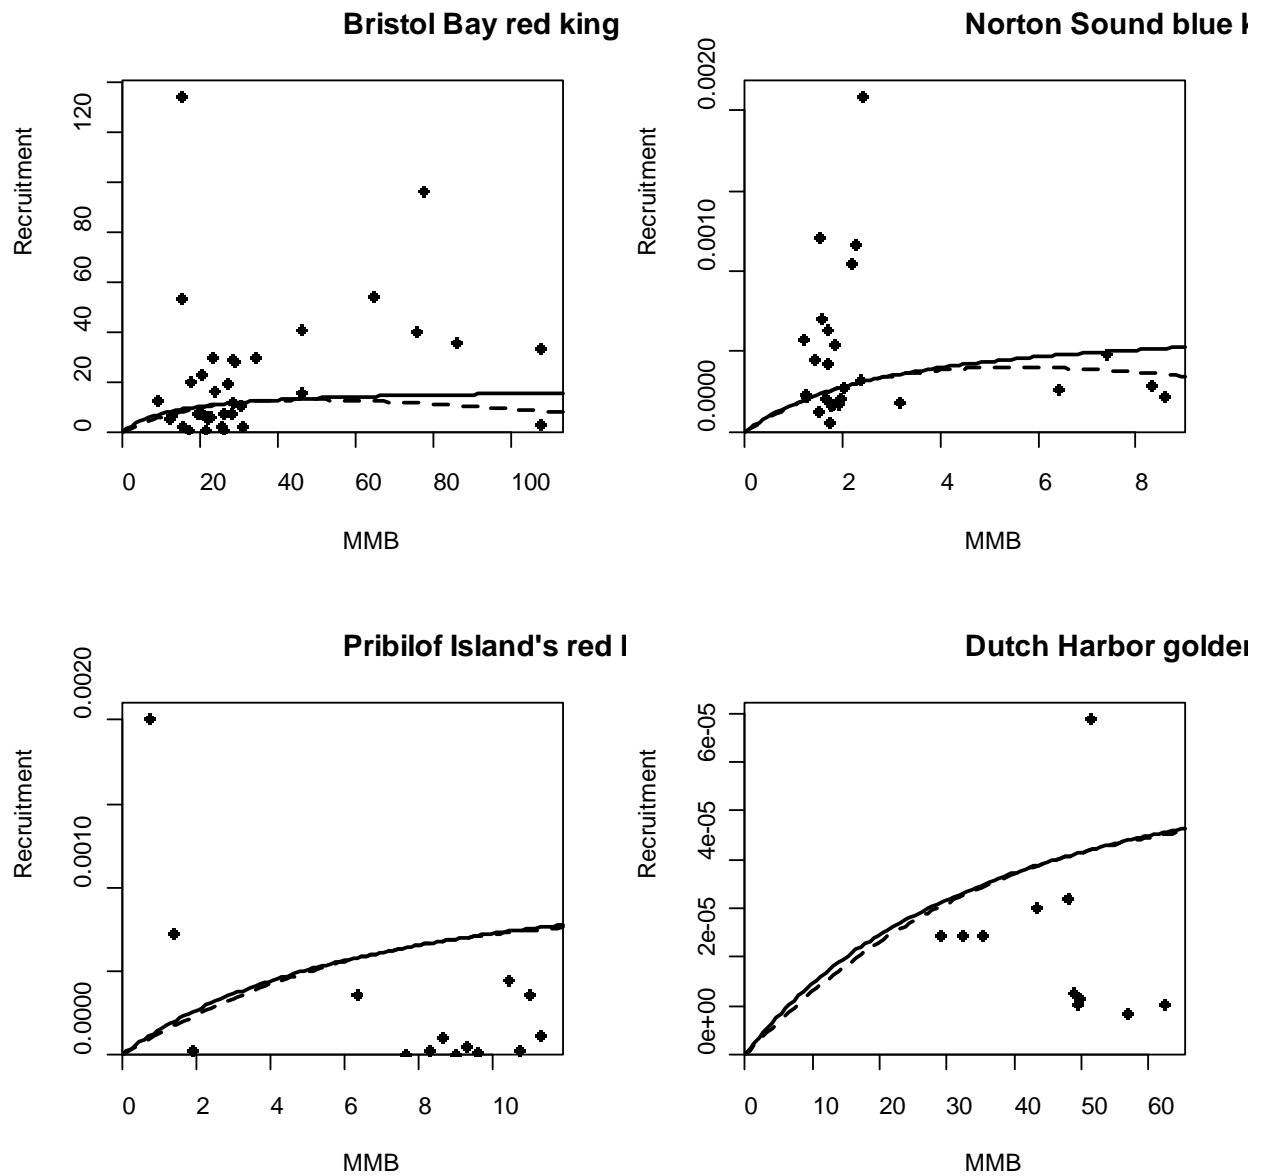 Bristol Bay red king
Recruitment
0 20 40 60 80 120
0 20 40 60 80 100
MMB
Norton Sound blue
Recruitment
0.0000 0.0010 0.0020
0 2 4 6 8
MMB
Pribilof Island's red
Recruitment
0.0000 0.0010 0.0020
0 2 4 6 8 10
MMB
Dutch Harbor golden
Recruitment
0e+00 2e-05 4e-05 6e-05
0 10 20 30 40 50 60
MMB